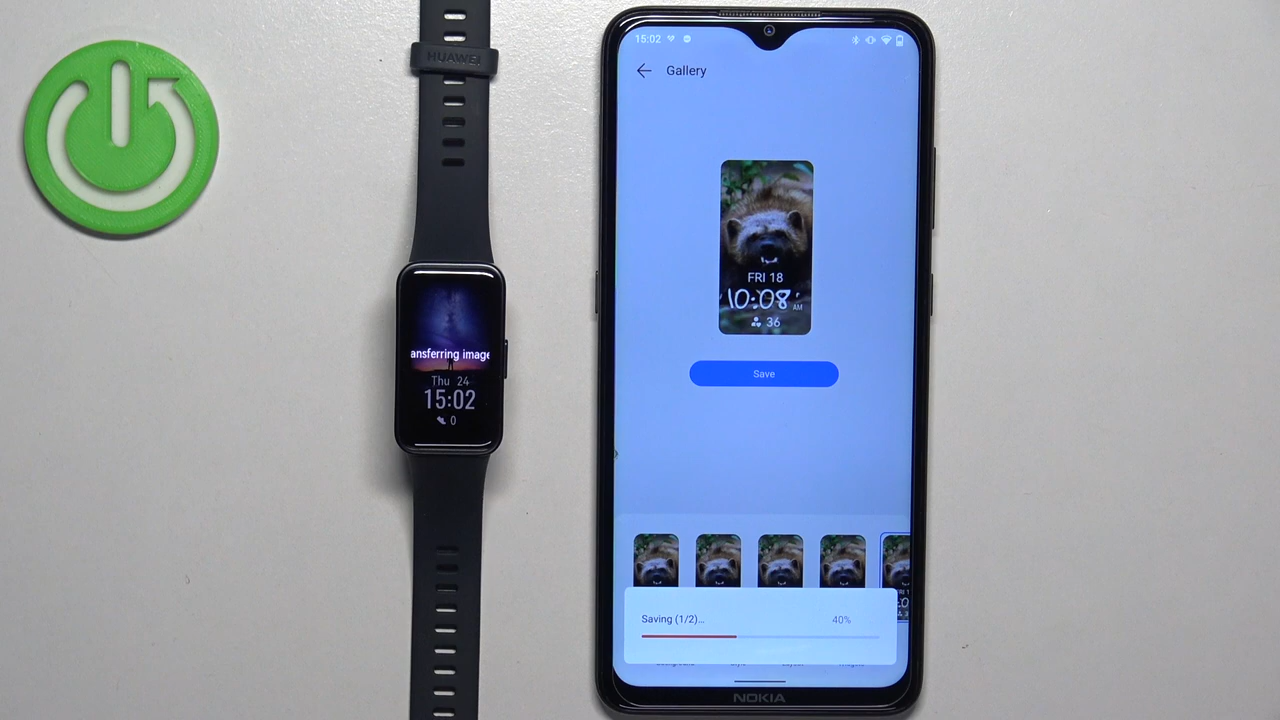 HUAWEI
ansferring image
Thu 24
15:02
0
15:02
Gallery
FRI 18
10:08 AM
36
Save
Saving (1/2)...
40%
NOKIA